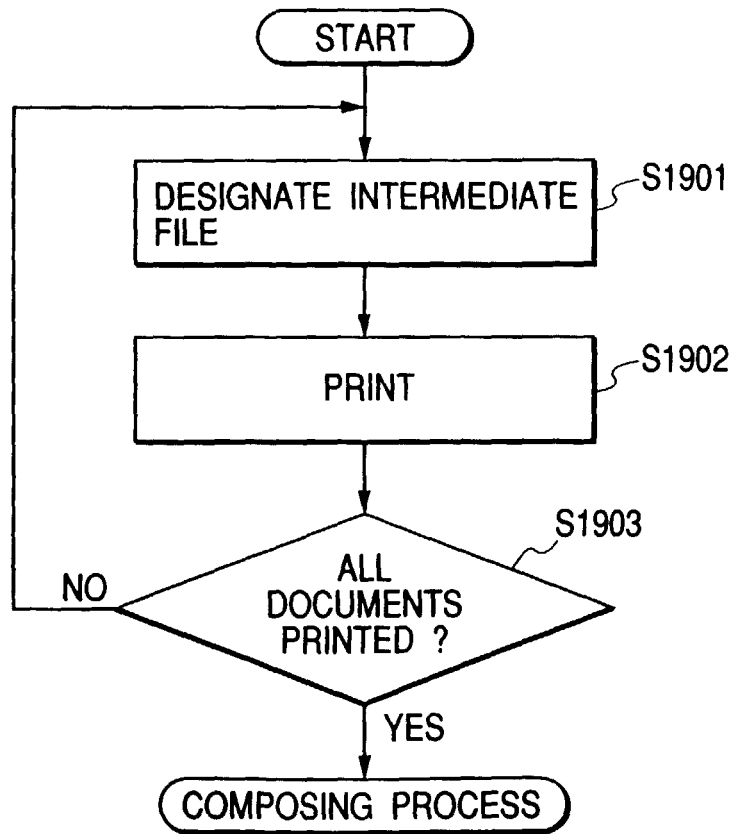 START
DESIGNATE INTERMEDIATE
FILE
S1901
PRINT
S1902
S1903
ALL
DOCUMENTS
PRINTED ?
NO
YES
COMPOSING PROCESS